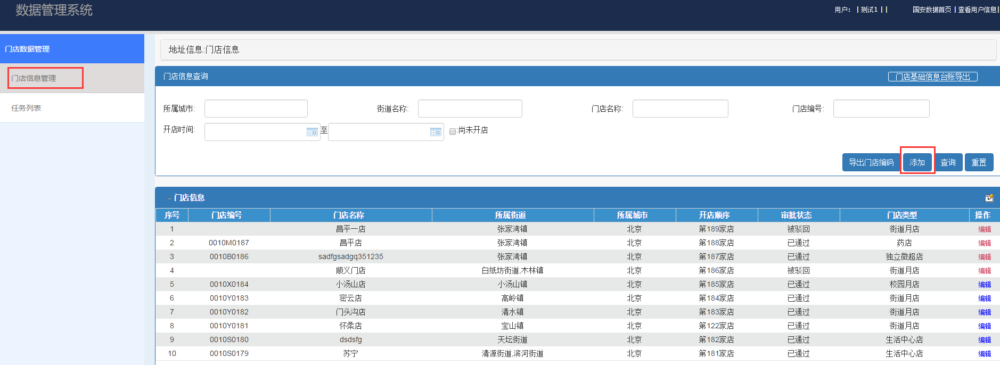 数据管理系统
用户： | 测试1 | |
国安数据首页 | 查看用户信息|
门店数据管理
门店信息管理
任务列表
地址信息:门店信息
门店信息查询
门店基础信息台账导出
所属城市:
街道名称:
门店名称:
门店编号:
开店时间:
至
:尚未开店
导出门店编码
添加
查询
重置
门店信息
序号 门店编号 门店名称 所属街道 所属城市 开店顺序 审批状态 门店类型 操作
1 昌平一店 张家湾镇 北京 第189家店 被驳回 街道月店 编辑
2 0010M0187 昌平店 张家湾镇 北京 第188家店 已通过 药店 编辑
3 0010B0186 sadfgsadgq351235 张家湾镇 北京 第187家店 已通过 独立微超店 编辑
4 顺义门店 白纸坊街道,木林镇 北京 第186家店 被驳回 街道月店 编辑
5 0010X0184 小汤山店 小汤山镇 北京 第185家店 已通过 校园月店 编辑
6 0010Y0183 密云店 高岭镇 北京 第184家店 已通过 街道月店 编辑
7 0010Y0182 门头沟店 清水镇 北京 第183家店 已通过 街道月店 编辑
8 0010Y0181 怀柔店 宝山镇 北京 第122家店 已通过 街道月店 编辑
9 0010S0180 dsdsfg 天坛街道 北京 第182家店 已通过 生活中心店 编辑
10 0010S0179 苏宁 清源街道,滨河街道 北京 第181家店 已通过 生活中心店 编辑